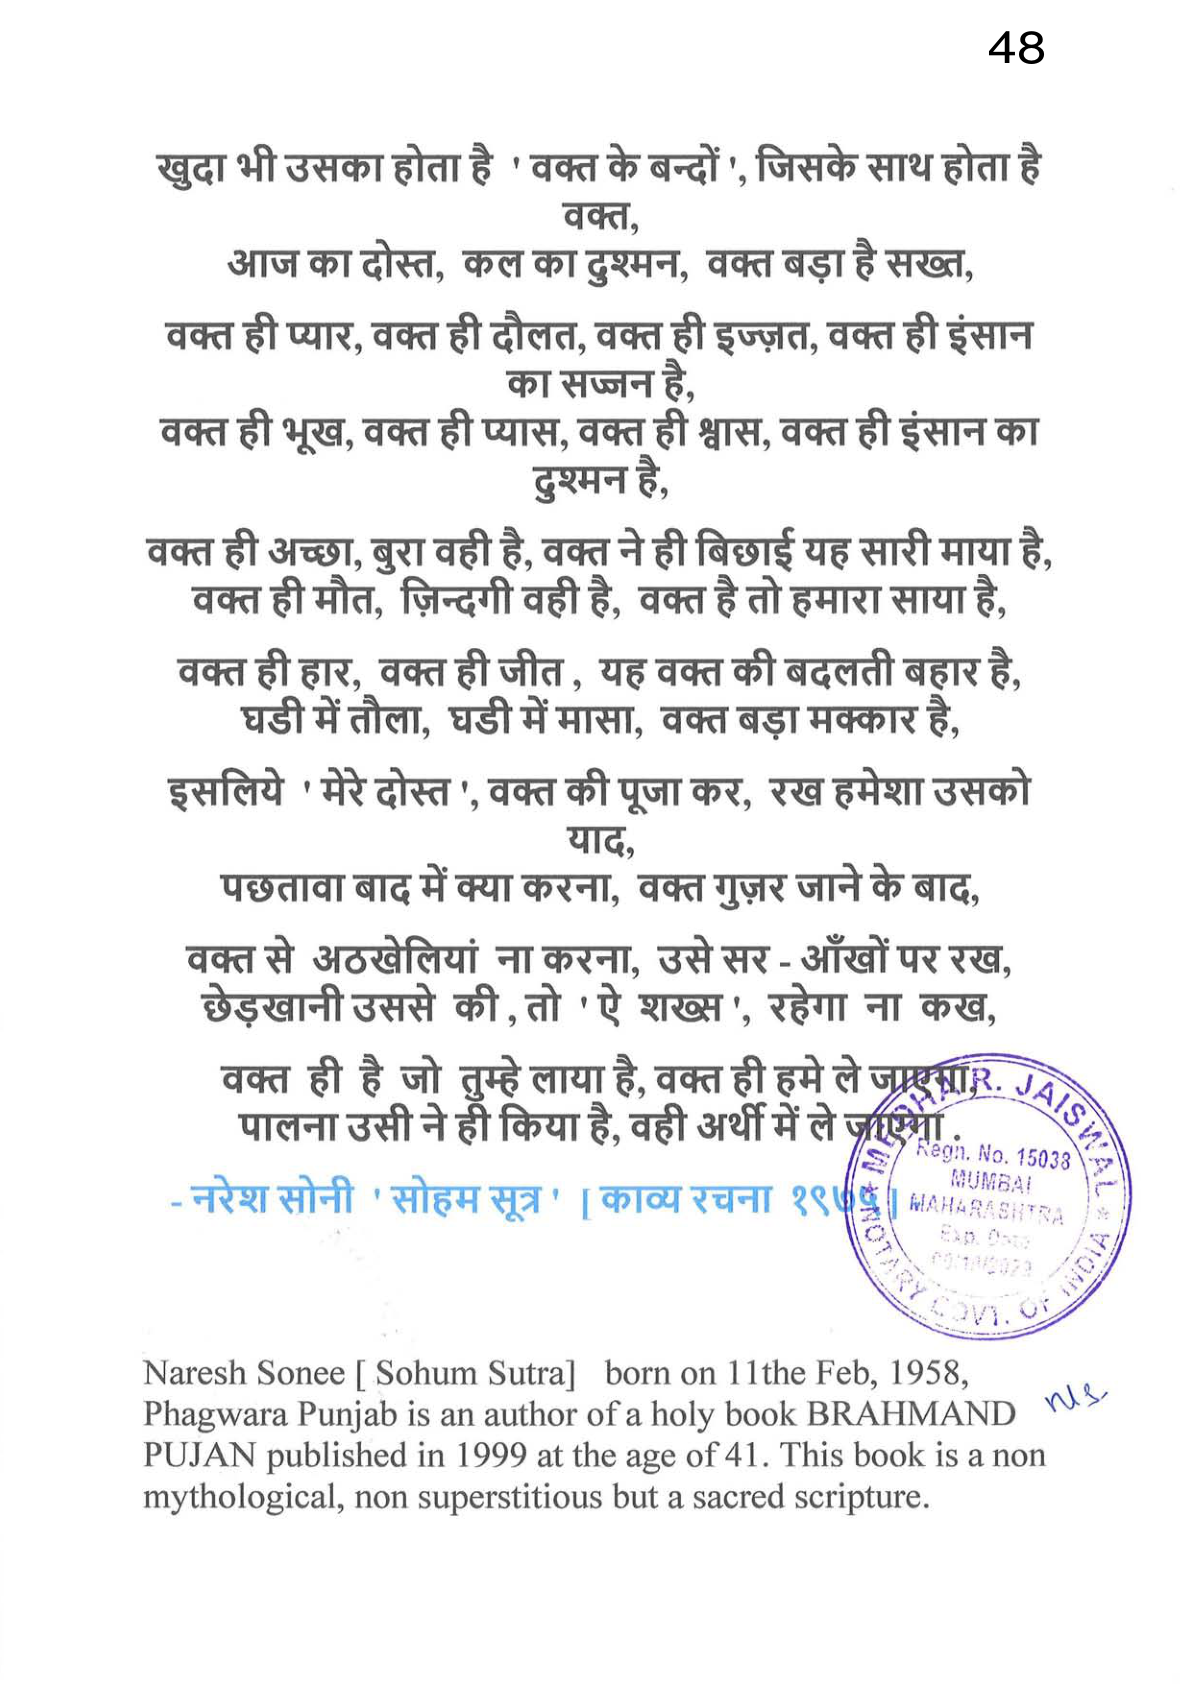 48
खुदा भी उसका होता है ' वक्त के बन्दों ', जिसके साथ होता है
वक्त,
आज का दोस्त, कल का दुश्मन, वक्त बड़ा है सख्त,
वक्त ही प्यार, वक्त ही दौलत, वक्त ही इज्ज़त, वक्त ही इंसान
का सज्जन है,
वक्त ही भूख, वक्त ही प्यास, वक्त ही श्वास, वक्त ही इंसान का
दुश्मन है,
वक्त ही अच्छा, बुरा वही है, वक्त ने ही बिछाई यह सारी माया है,
वक्त ही मौत, ज़िन्दगी वही है, वक्त है तो हमारा साया है,
वक्त ही हार, वक्त ही जीत , यह वक्त की बदलती बहार है,
घडी में तौला, घडी में मासा, वक्त बड़ा मक्कार है,
इसलिये ' मेरे दोस्त ', वक्त की पूजा कर, रख हमेशा उसको
याद,
पछतावा बाद में क्या करना, वक्त गुज़र जाने के बाद,
वक्त से अठखेलियां ना करना, उसे सर - आँखों पर रख,
छेड़खानी उससे की , तो ' ऐ शख्स ', रहेगा ना कख,
वक्त ही है जो तुम्हे लाया है, वक्त ही हमे ले जाएगा,
पालना उसी ने ही किया है, वही अर्थी में ले जाएगा .
- नरेश सोनी ' सोहम सूत्र ' [ काव्य रचना
MEDHA R. JAISWAL
Regn. No. 15038
MUMBAI
MAHARASHTRA
Exp. Date
NOTARY GOVT. OF INDIA
Naresh Sonee [ Sohum Sutra] born on 11the Feb, 1958,
Phagwara Punjab is an author of a holy book BRAHMAND
PUJAN published in 1999 at the age of 41. This book is a non
mythological, non superstitious but a sacred scripture.